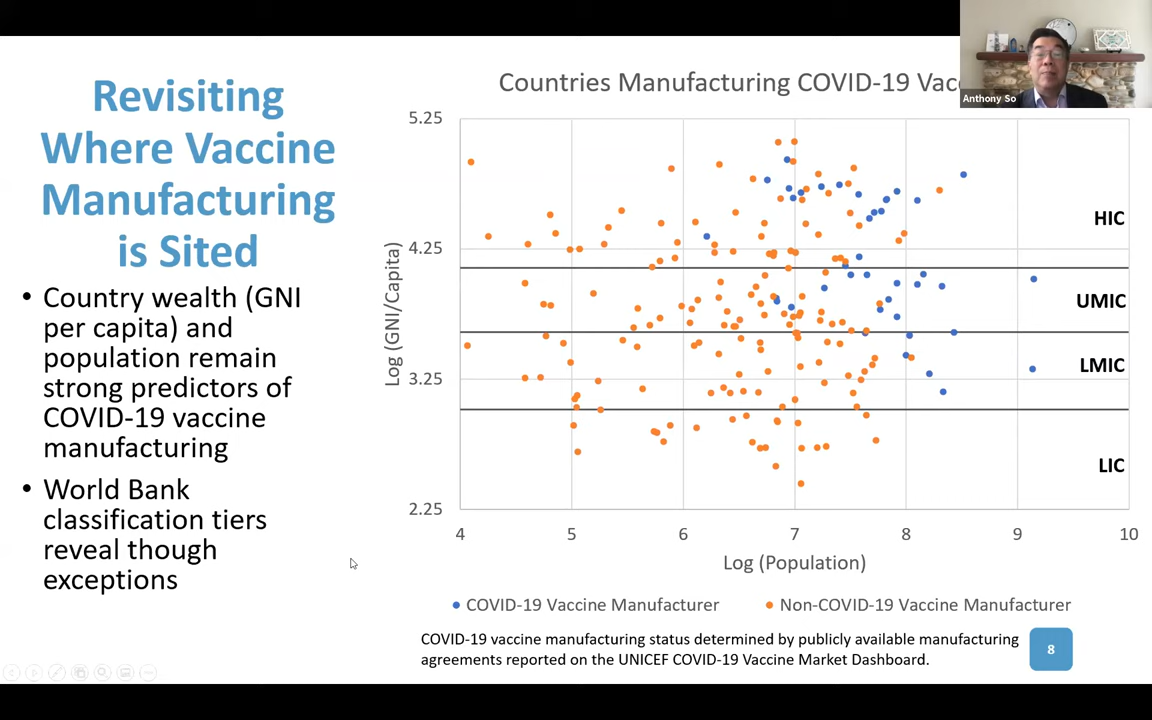 Revisiting
Where Vaccine
Manufacturing
is Sited
• Country wealth (GNI
per capita) and
population remain
strong predictors of
COVID-19 vaccine
manufacturing
• World Bank
classification tiers
reveal though
exceptions
Countries Manufacturing COVID-19
Anthony So
5.25
4.25
3.25
2.25
Log (GNI/Capita)
HIC
UMIC
LMIC
LIC
4 5 6 7 8 9 10
Log (Population)
COVID-19 Vaccine Manufacturer
Non-COVID-19 Vaccine Manufacturer
COVID-19 vaccine manufacturing status determined by publicly available manufacturing
agreements reported on the UNICEF COVID-19 Vaccine Market Dashboard.
8